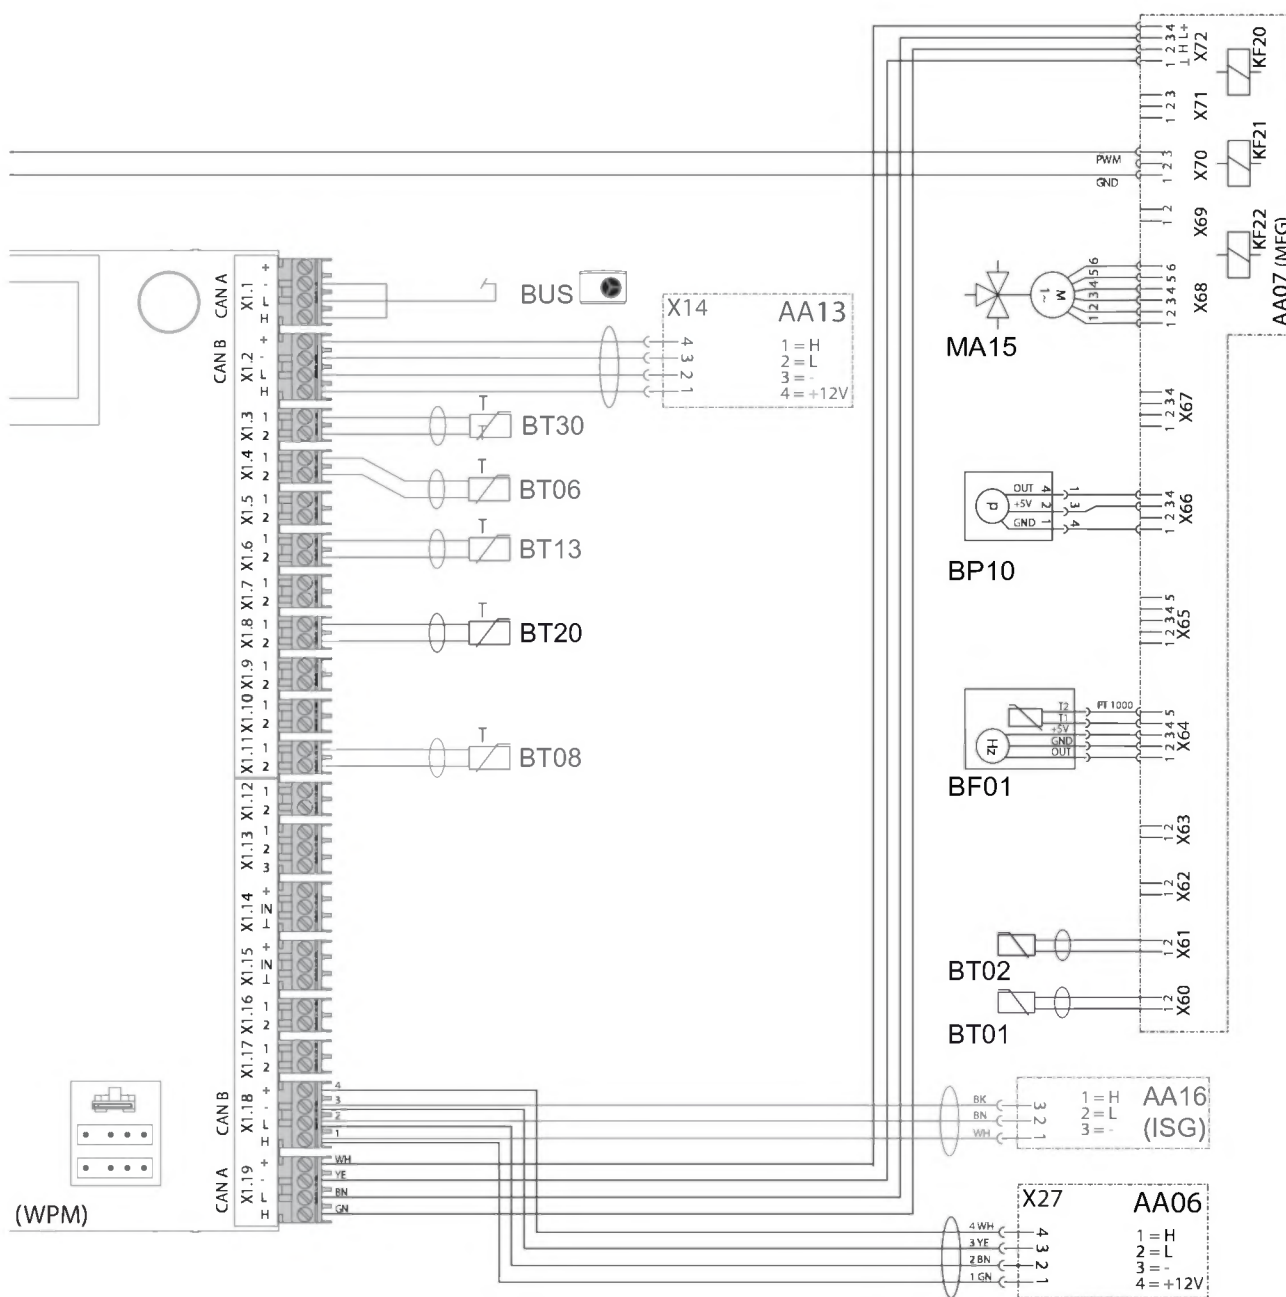 4 3 2 1
L+ H ⊥
X72
KF20
3 2 1
X71
PWM
GND
3 2 1
X70
KF21
2 1
X69
KF22
AA07 (MFG)
6 5 4 3 2 1
6 5 4 3 2 1
X68
M
1~
MA15
4 3 2 1
X67
OUT
+5V
GND
P
4 2 1
1 3 4
4 3 2 1
X66
BP10
5 4 3 2 1
X65
T2
T1
+5V
GND
OUT
Hz
PT 1000
5 4 3 2 1
X64
BF01
2 1
X63
2 1
X62
2 1
X61
BT02
2 1
X60
BT01
CAN A
X1.1
+
-
L
H
BUS
CAN B
X1.2
+
-
L
H
X14
AA13
4
3
2
1
1 = H
2 = L
3 = -
4 = +12V
X1.3
1
2
T
T
BT30
X1.4
1
2
T
BT06
X1.5
1
2
X1.6
1
2
T
BT13
X1.7
1
2
X1.8
1
2
T
BT20
X1.9
1
2
X1.10
1
2
X1.11
1
2
T
BT08
X1.12
1
2
X1.13
1
2
3
X1.14
+
IN
⊥
X1.15
+
IN
⊥
X1.16
1
2
X1.17
1
2
CAN B
X1.18
+
-
L
H
4
3
2
1
BK
BN
WH
3
2
1
1 = H
2 = L
3 = -
AA16
(ISG)
CAN A
X1.19
+
-
L
H
WH
YE
BN
GN
(WPM)
X27
AA06
4 WH
3 YE
2 BN
1 GN
4
3
2
1
1 = H
2 = L
3 = -
4 = +12V